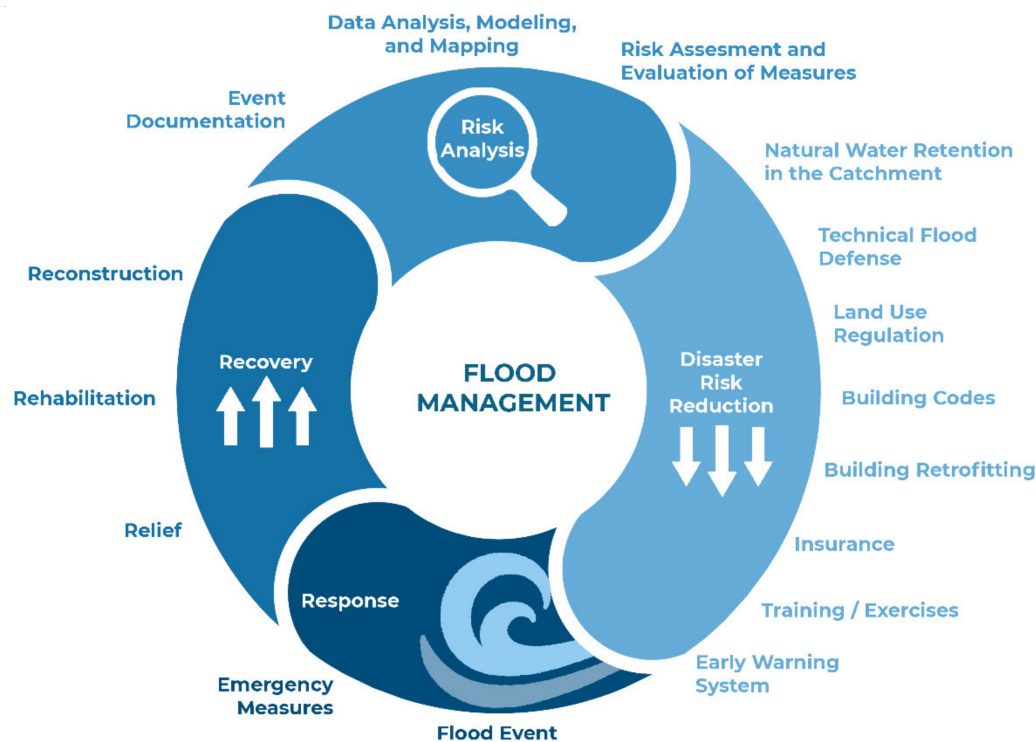 Data Analysis, Modeling,
and Mapping
Risk Assesment and
Evaluation of Measures
Event
Documentation
Risk
Analysis
Natural Water Retention
in the Catchment
Technical Flood
Defense
Reconstruction
Land Use
Regulation
Recovery
FLOOD
MANAGEMENT
Disaster
Risk
Reduction
Rehabilitation
Building Codes
Building Retrofitting
Relief
Insurance
Response
Training / Exercises
Early Warning
System
Emergency
Measures
Flood Event